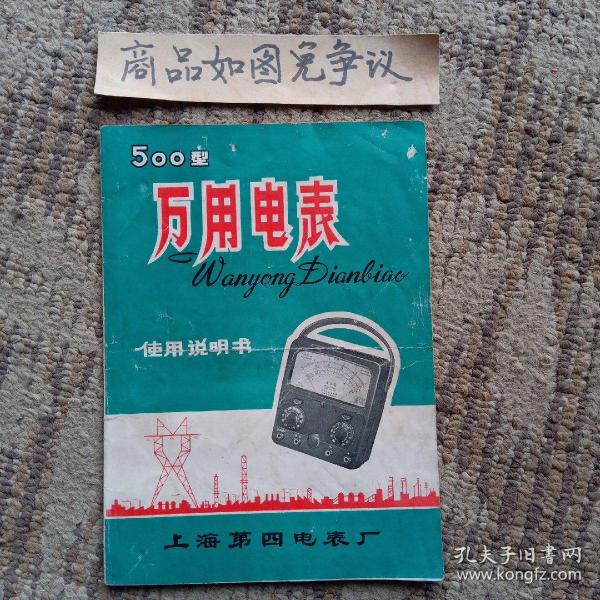 商品如图免争议
500型
万用电表
Wanyong Dianbiao
使用说明书
上海第四电表厂
孔夫子旧书网
www.kongfz.com